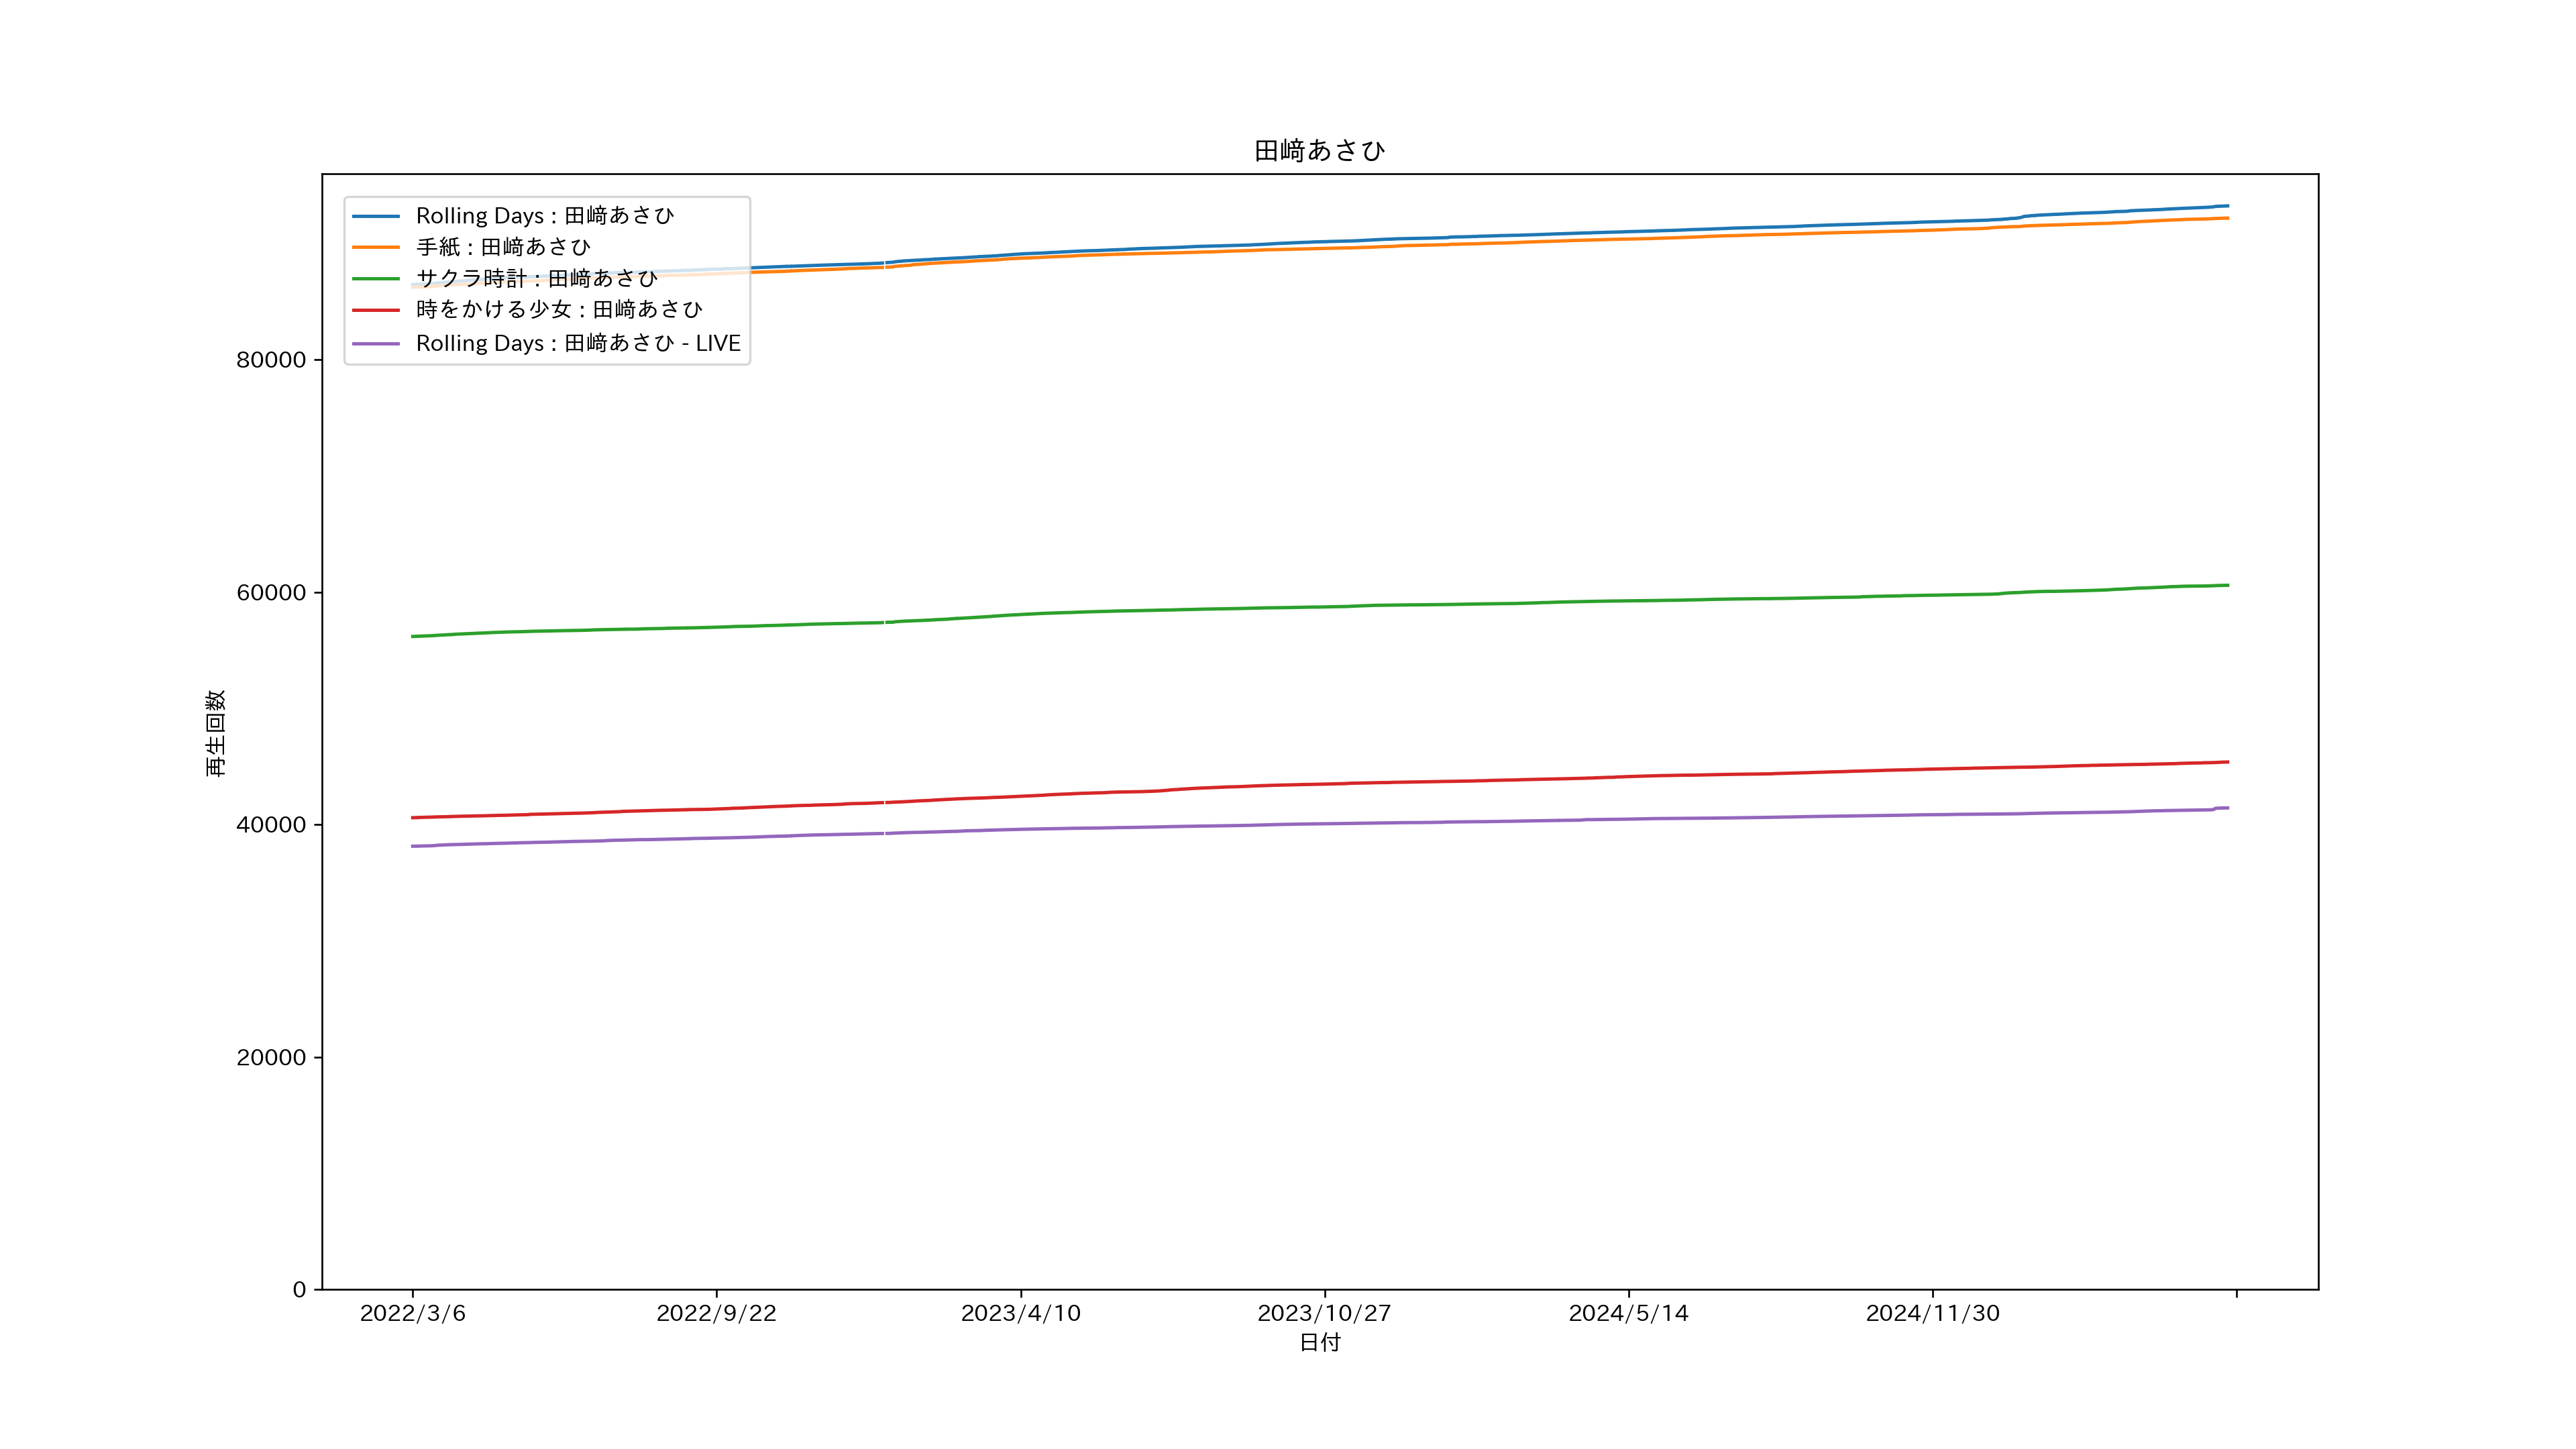 田﨑あさひ
Rolling Days : 田﨑あさひ
手紙 : 田﨑あさひ
サクラ時計 : 田﨑あさひ
時をかける少女 : 田﨑あさひ
Rolling Days : 田﨑あさひ - LIVE
80000
60000
40000
20000
0
再生回数
2022/3/6 2022/9/22 2023/4/10 2023/10/27 2024/5/14 2024/11/30
日付